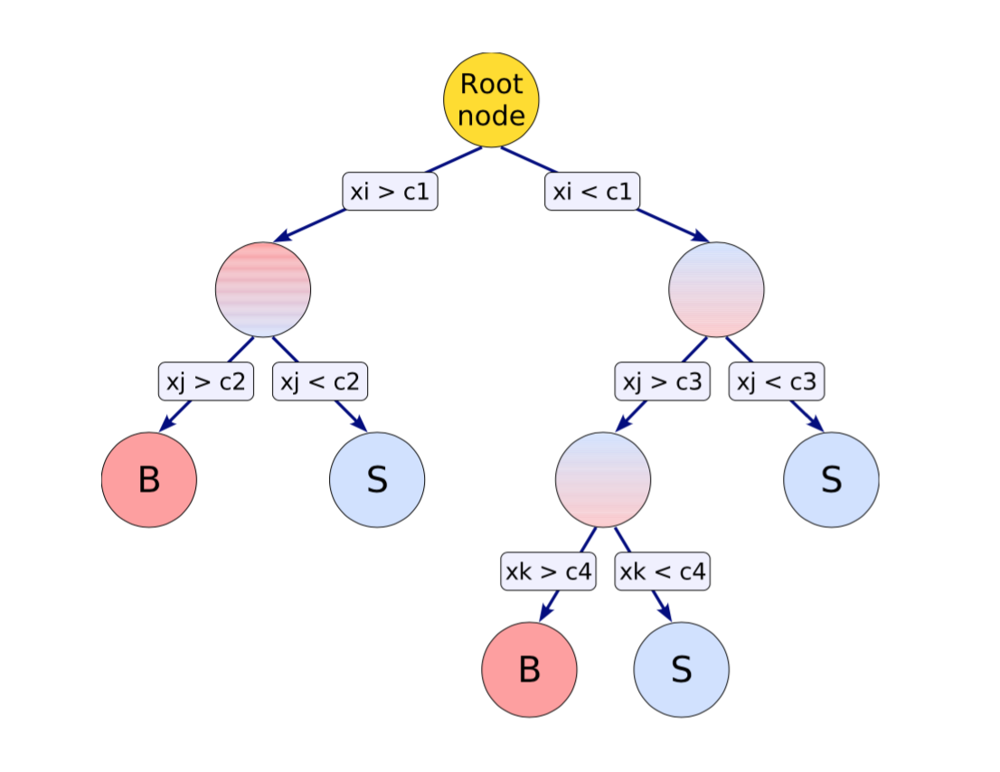 Root
node
xi > c1
xi < c1
xj > c2
xj < c2
xj > c3
xj < c3
B
S
S
xk > c4
xk < c4
B
S